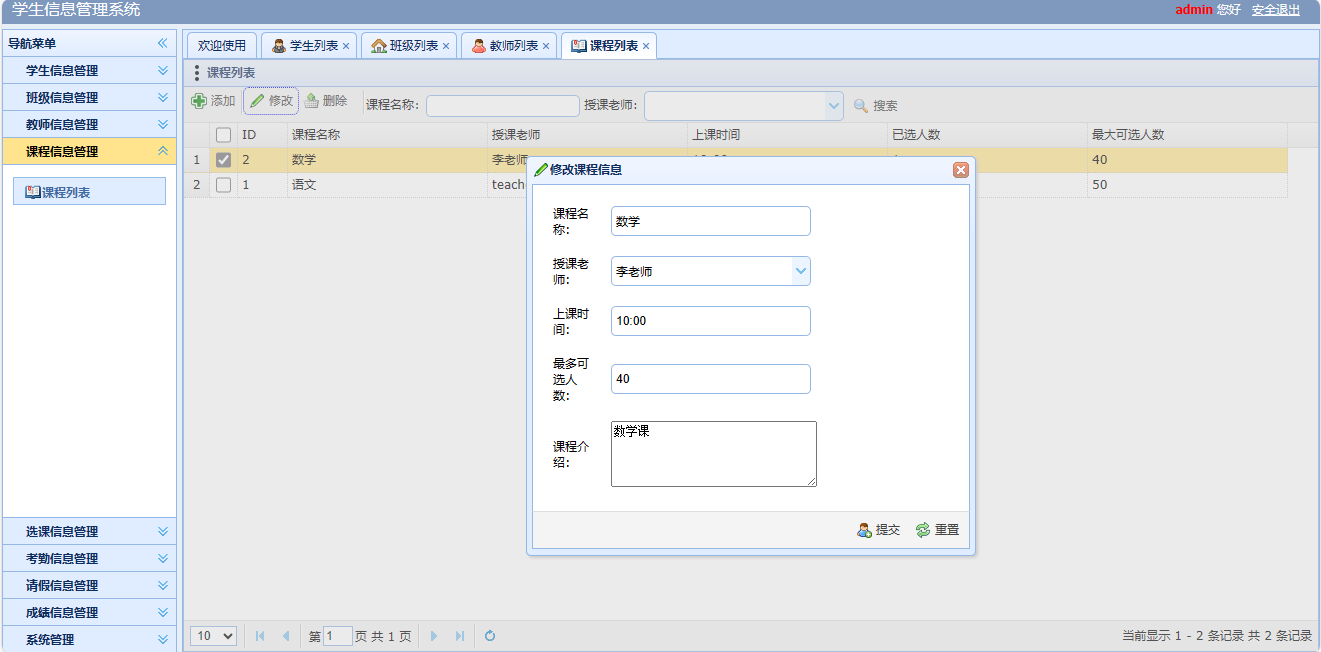 学生信息管理系统
admin 您好 安全退出
导航菜单
学生信息管理
班级信息管理
教师信息管理
课程信息管理
课程列表
选课信息管理
考勤信息管理
请假信息管理
成绩信息管理
系统管理
欢迎使用 学生列表 班级列表 教师列表 课程列表
课程列表
添加 修改 删除 课程名称: 授课老师: 搜索
ID 课程名称 授课老师 上课时间 已选人数 最大可选人数
1 2 数学 李老师 40
2 1 语文 teach 50
修改课程信息
课程名
称:
数学
授课老
师:
李老师
上课时
间:
10:00
最多可
选人
数:
40
课程介
绍:
数学课
提交 重置
10 第 1 页 共 1 页
当前显示 1 - 2 条记录 共 2 条记录